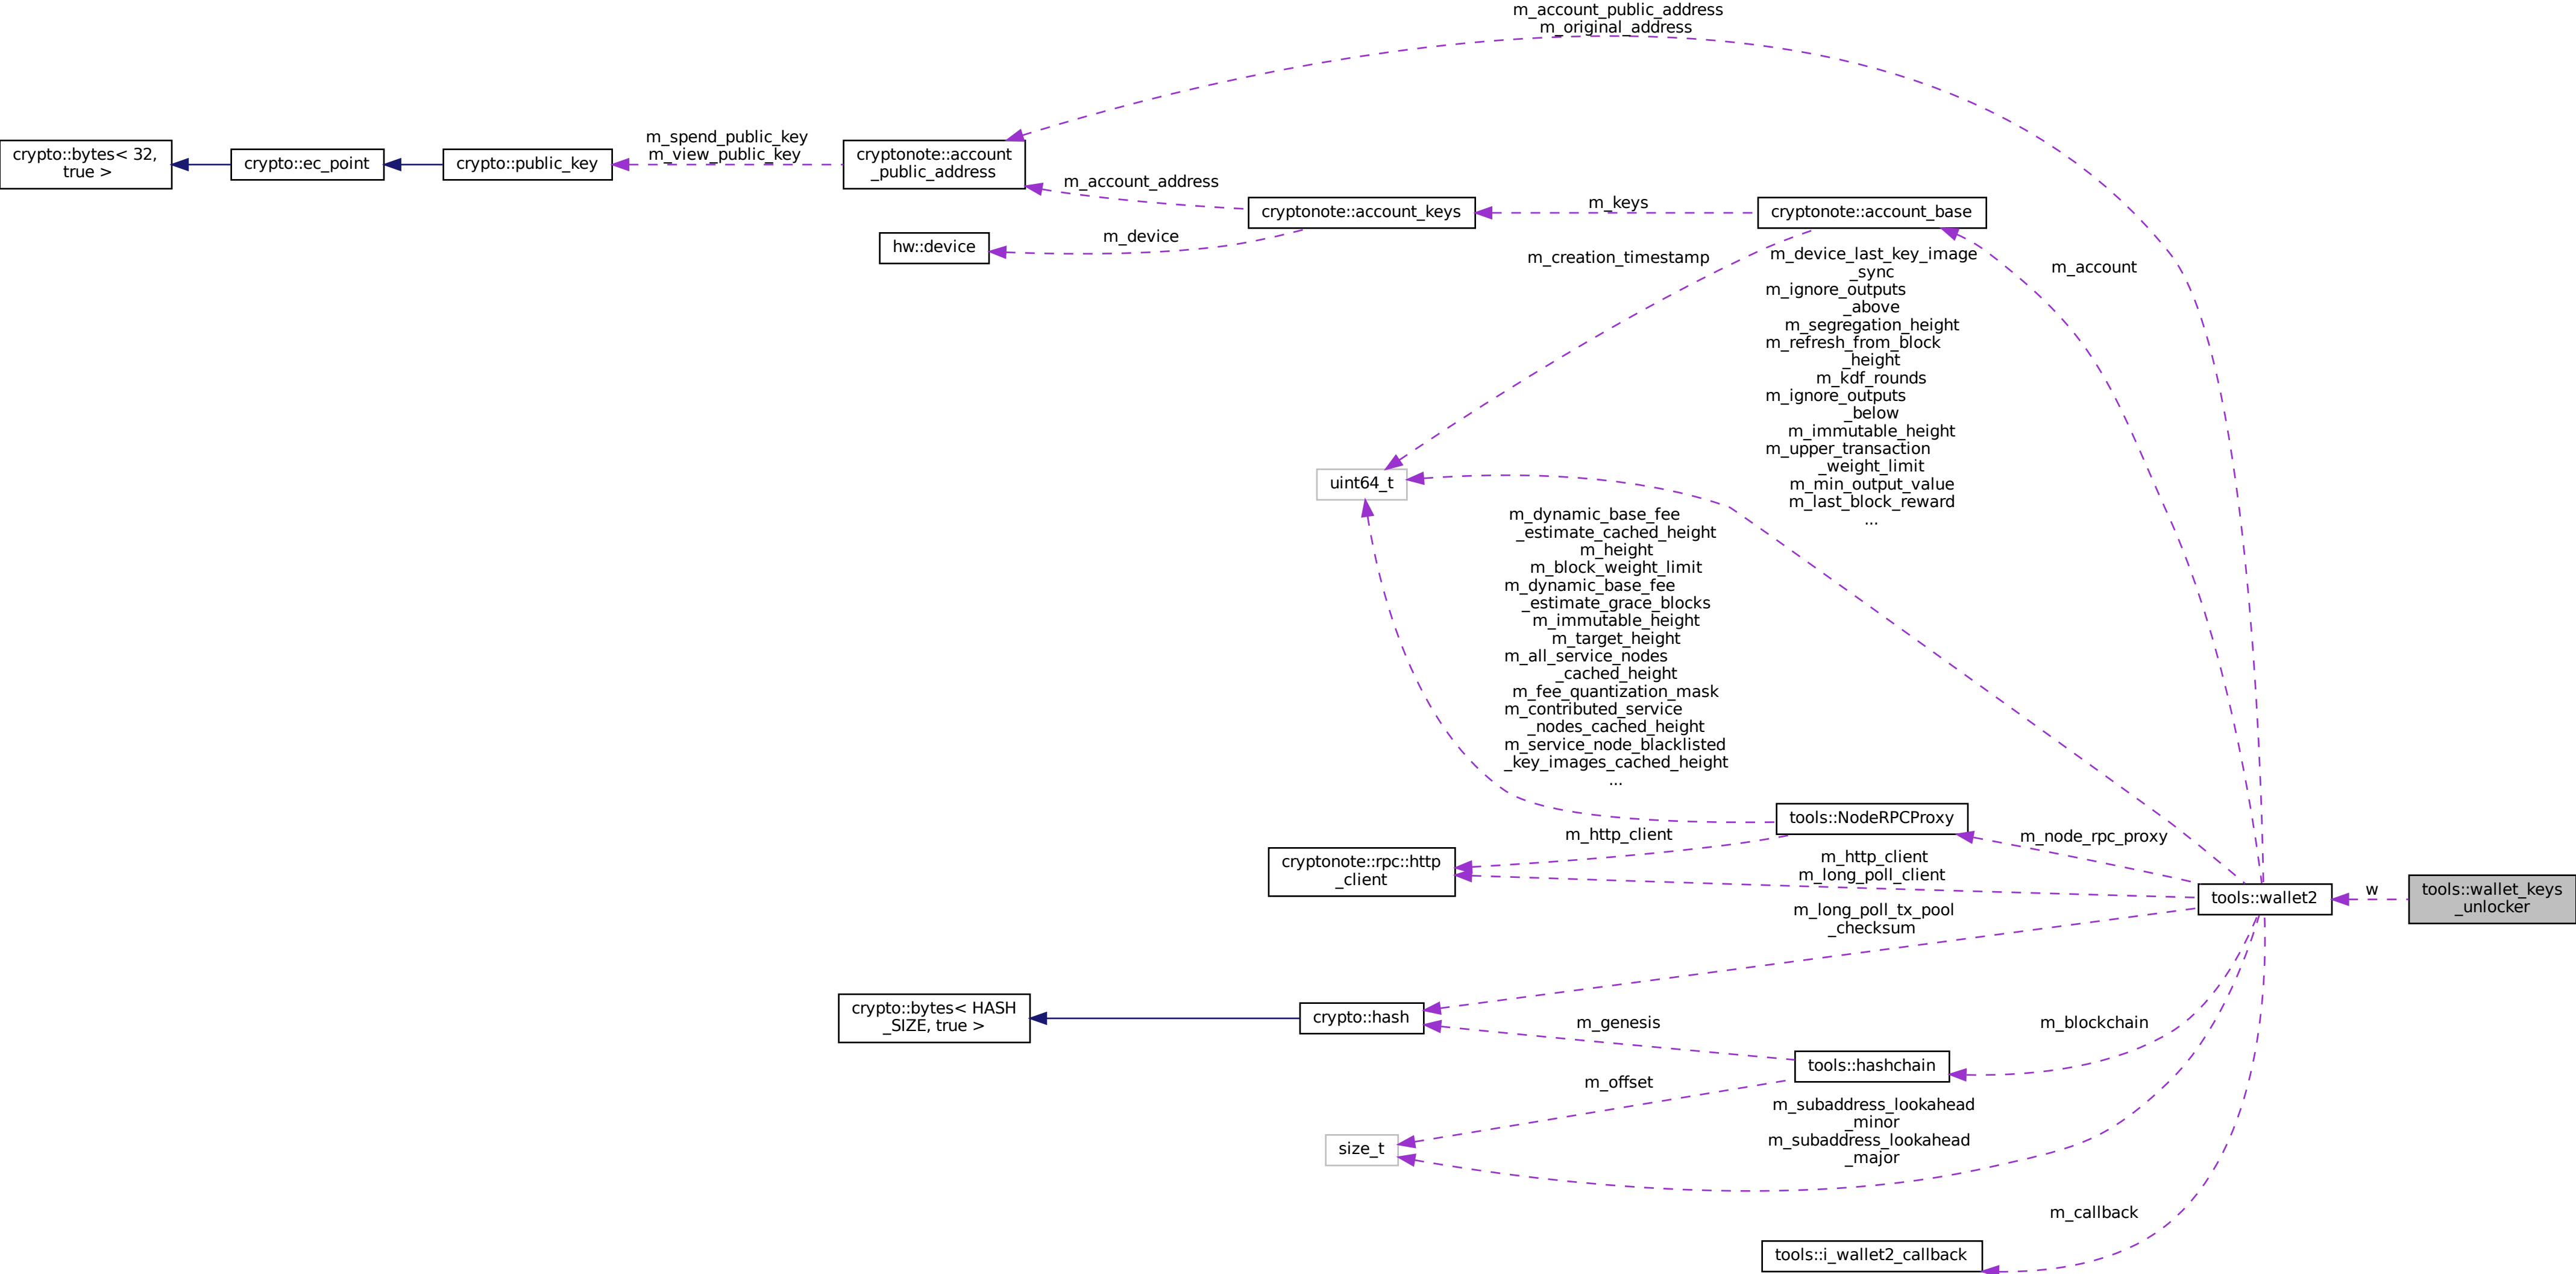 m_account_public_address
m_original_address
crypto::bytes< 32,
true >
crypto::ec_point
crypto::public_key
m_spend_public_key
m_view_public_key
cryptonote::account
_public_address
m_account_address
cryptonote::account_keys
m_keys
cryptonote::account_base
hw::device
m_device
m_creation_timestamp
m_account
m_device_last_key_image
_sync
m_ignore_outputs
_above
m_segregation_height
m_refresh_from_block
_height
m_kdf_rounds
m_ignore_outputs
_below
m_immutable_height
m_upper_transaction
_weight_limit
m_min_output_value
m_last_block_reward
...
uint64_t
m_dynamic_base_fee
_estimate_cached_height
m_height
m_block_weight_limit
m_dynamic_base_fee
_estimate_grace_blocks
m_immutable_height
m_target_height
m_all_service_nodes
_cached_height
m_fee_quantization_mask
m_contributed_service
_nodes_cached_height
m_service_node_blacklisted
_key_images_cached_height
...
tools::NodeRPCProxy
m_http_client
m_node_rpc_proxy
cryptonote::rpc::http
_client
m_http_client
m_long_poll_client
tools::wallet2
w
tools::wallet_keys
_unlocker
m_long_poll_tx_pool
_checksum
crypto::bytes< HASH
_SIZE, true >
crypto::hash
m_genesis
m_blockchain
tools::hashchain
m_offset
size_t
m_subaddress_lookahead
_minor
m_subaddress_lookahead
_major
m_callback
tools::i_wallet2_callback